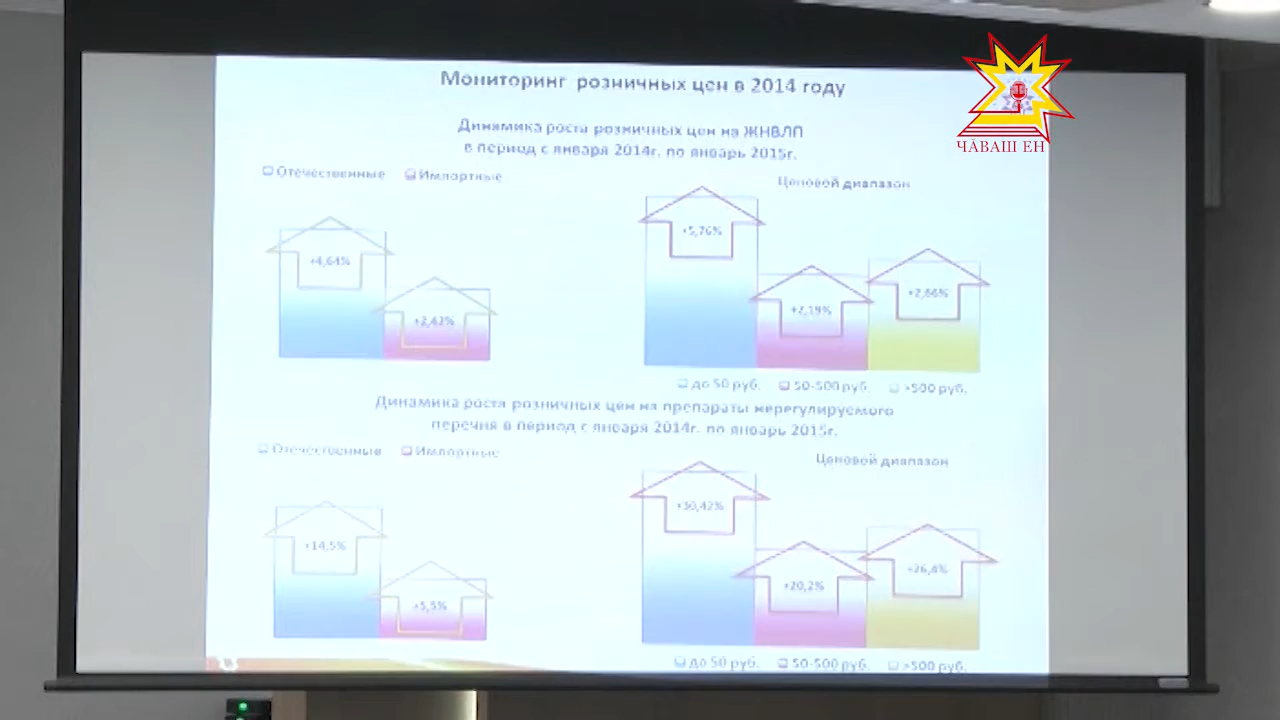 Мониторинг розничных цен в 2014 году
ЧӐВАШ ЕН
Динамика роста розничных цен на ЖНВЛП
в период с января 2014г. по январь 2015г.
Отечественные Импортные
Ценовой диапазон
+4,64%
+2,42%
+5,76%
+2,19%
+2,66%
до 50 руб. 50-500 руб. >500 руб.
Динамика роста розничных цен на препараты нерегулируемого
перечня в период с января 2014г. по январь 2015г.
Отечественные Импортные
Ценовой диапазон
+14,5%
+5,5%
+30,42%
+20,2%
+26,4%
до 50 руб. 50-500 руб. >500 руб.